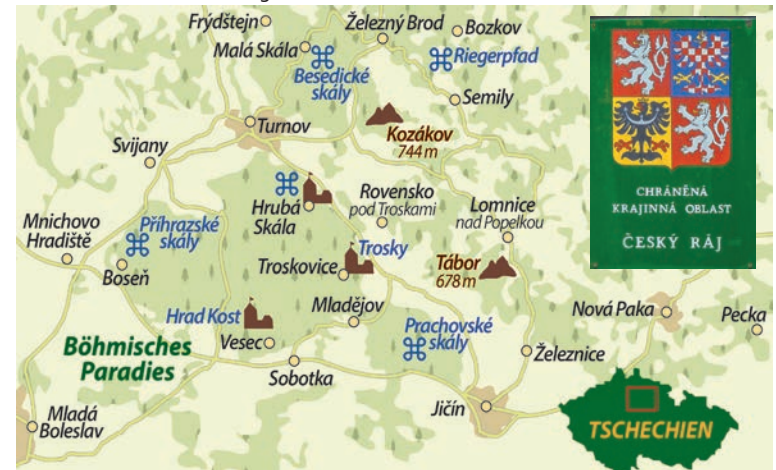 Frýdštejn
Železný Brod
Bozkov
Malá Skála
Besedické
skály
Riegerpfad
Semily
Turnov
Kozákov
744 m
Svijany
Hrubá
Skála
Rovensko
pod Troskami
Lomnice
nad Popelkou
Mnichovo
Hradiště
Příhrazské
skály
Boseň
Trosky
Troskovice
Tábor
678 m
Hrad Kost
Mladějov
Vesec
Böhmisches
Paradies
Sobotka
Prachovské
skály
Nová Paka
Pecka
Železnice
Jičín
Mladá
Boleslav
CHRÁNĚNÁ
KRAJINNÁ OBLAST
ČESKÝ RÁJ
TSCHECHIEN